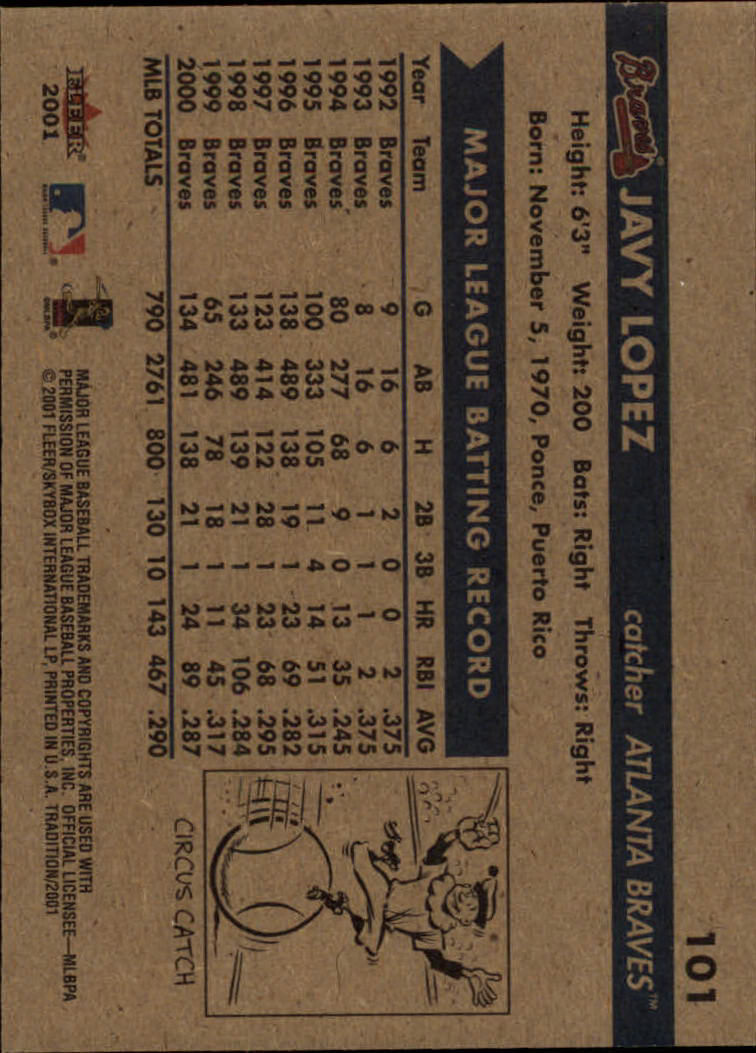 101
Braves® JAVY LOPEZ catcher ATLANTA BRAVES™
Height: 6'3" Weight: 200 Bats: Right Throws: Right
Born: November 5, 1970, Ponce, Puerto Rico
MAJOR LEAGUE BATTING RECORD
Year Team G AB H 2B 3B HR RBI AVG
1992 Braves 9 16 6 2 0 0 2 .375
1993 Braves 8 16 6 1 1 1 2 .375
1994 Braves 80 277 68 9 0 13 35 .245
1995 Braves 100 333 105 11 4 14 51 .315
1996 Braves 138 489 138 19 1 23 69 .282
1997 Braves 123 414 122 28 1 23 68 .295
1998 Braves 133 489 139 21 1 34 106 .284
1999 Braves 65 246 78 18 1 11 45 .317
2000 Braves 134 481 138 21 1 24 89 .287
MLB TOTALS 790 2761 800 130 10 143 467 .290
CIRCUS CATCH
FLEER®
2001
MAJOR LEAGUE BASEBALL TRADEMARKS AND COPYRIGHTS ARE USED WITH
PERMISSION OF MAJOR LEAGUE BASEBALL PROPERTIES, INC. OFFICIAL LICENSEE—MLBPA
© 2001 FLEER/SKYBOX INTERNATIONAL LP, PRINTED IN U.S.A. TRADITION/2001